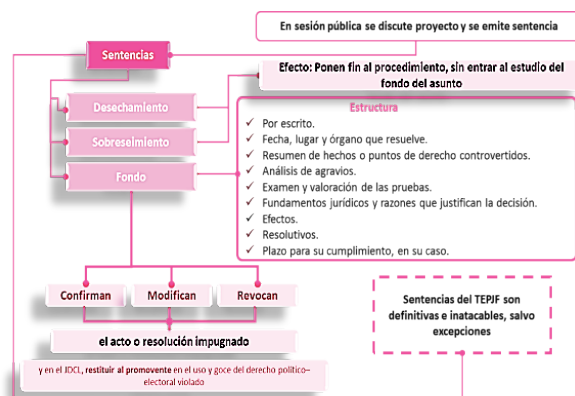 En sesión pública se discute proyecto y se emite sentencia
Sentencias
Efecto: Ponen fin al procedimiento, sin entrar al estudio del
fondo del asunto
Desechamiento
Sobreseimiento
Fondo
Estructura
✓ Por escrito.
✓ Fecha, lugar y órgano que resuelve.
✓ Resumen de hechos o puntos de derecho controvertidos.
✓ Análisis de agravios.
✓ Examen y valoración de las pruebas.
✓ Fundamentos jurídicos y razones que justifican la decisión.
✓ Efectos.
✓ Resolutivos.
✓ Plazo para su cumplimiento, en su caso.
Confirman
Modifican
Revocan
el acto o resolución impugnado
y en el JDCL, restituir al promovente en el uso y goce del derecho político–
electoral violado
Sentencias del TEPJF son
definitivas e inatacables, salvo
excepciones